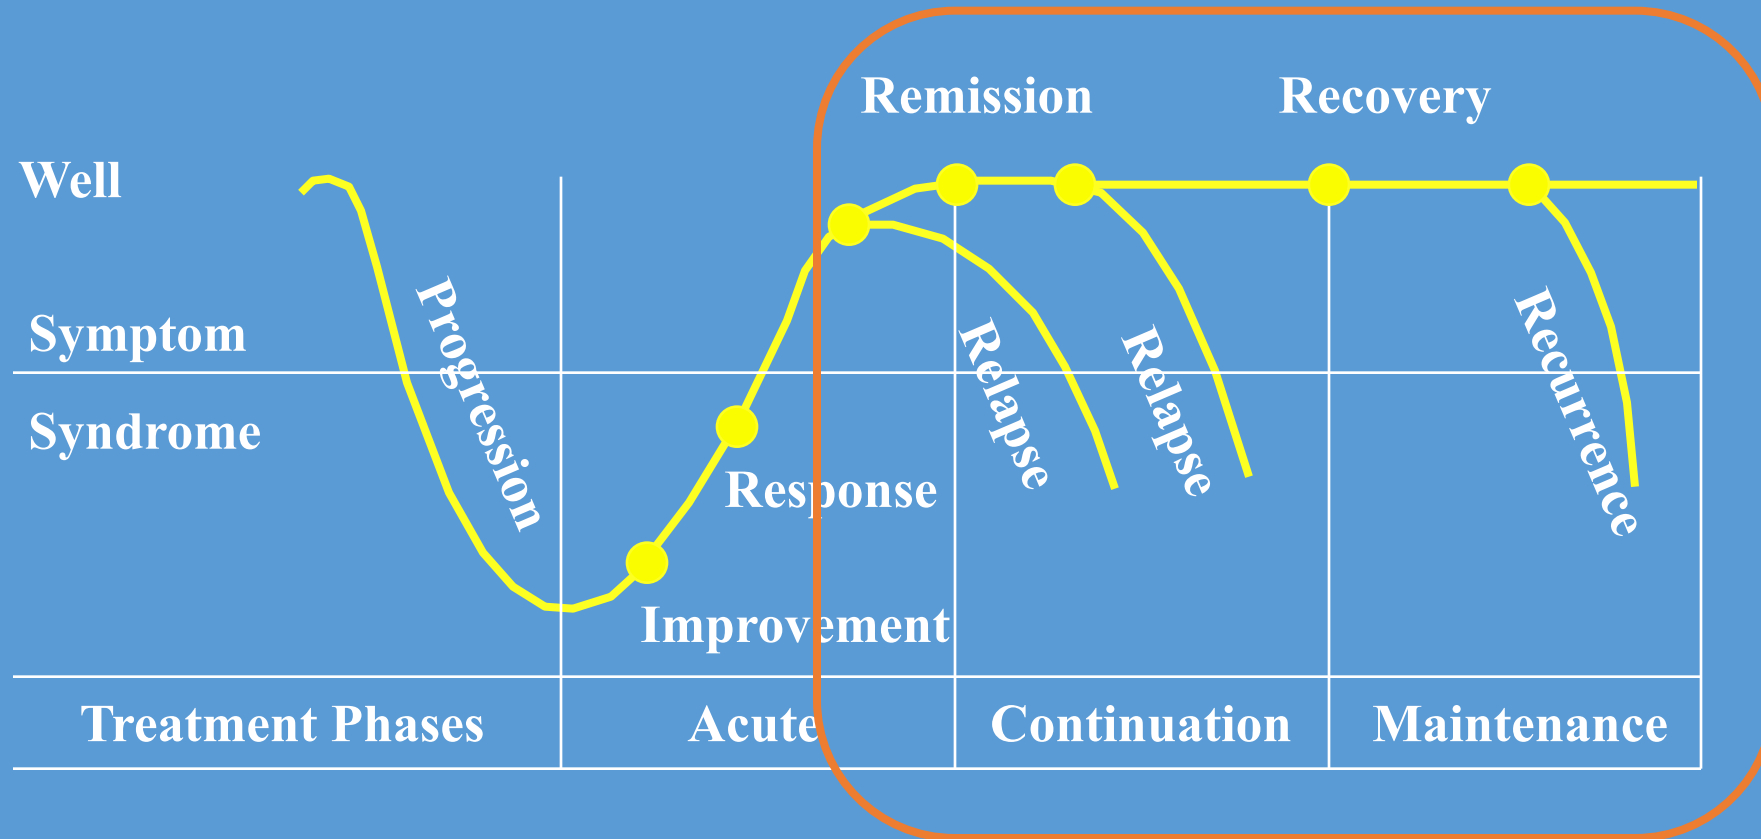 Remission
Recovery
Well
Symptom
Syndrome
Progression
Relapse
Relapse
Recurrence
Response
Improvement
Treatment Phases
Acute
Continuation
Maintenance